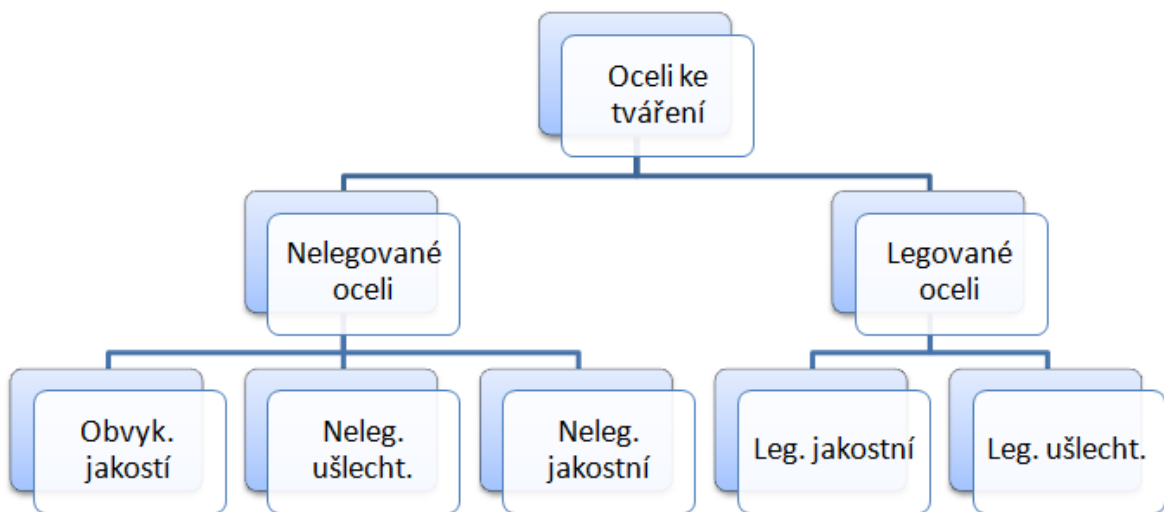 Oceli ke
tváření
Nelegované
oceli
Legované
oceli
Obvyk.
jakostí
Neleg.
ušlecht.
Neleg.
jakostní
Leg. jakostní
Leg. ušlecht.